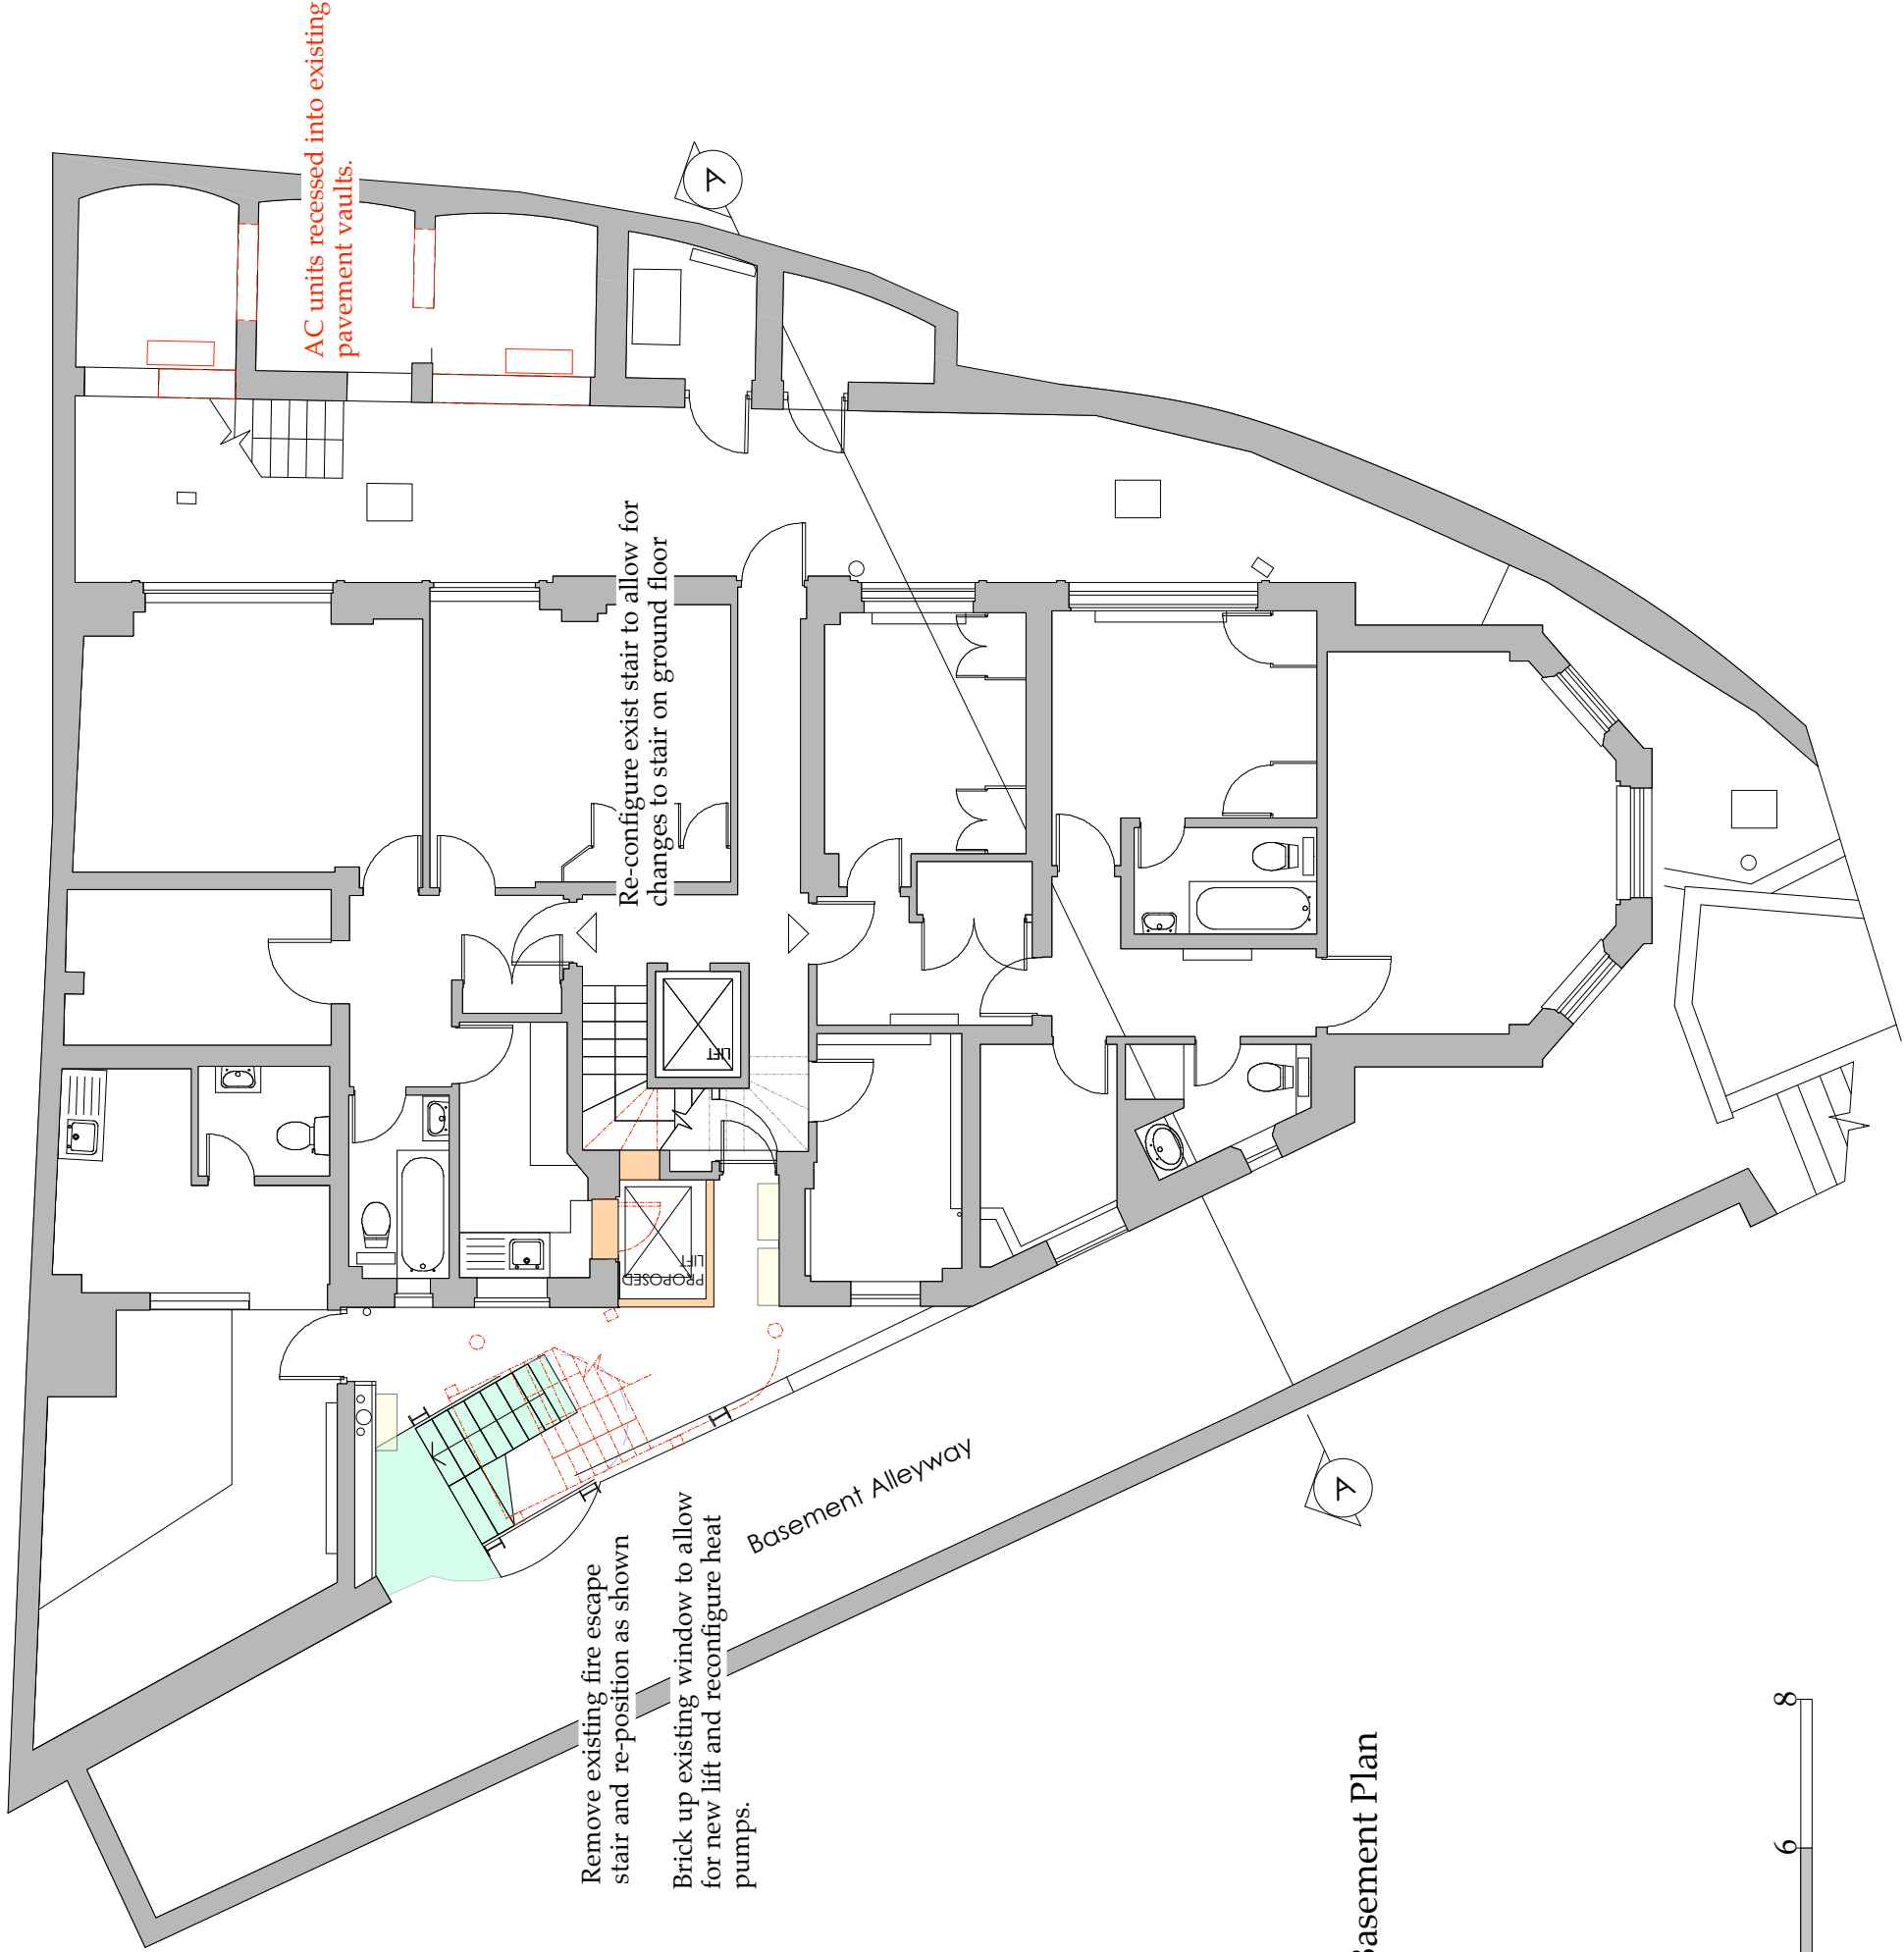 AC units recessed into existing
pavement vaults.
A
Re-configure exist stair to allow for
changes to stair on ground floor
LIFT
PROPOSED
LIFT
Basement Alleyway
A
Remove existing fire escape
stair and re-position as shown
Brick up existing window to allow
for new lift and reconfigure heat
pumps.
Basement Plan
6
8